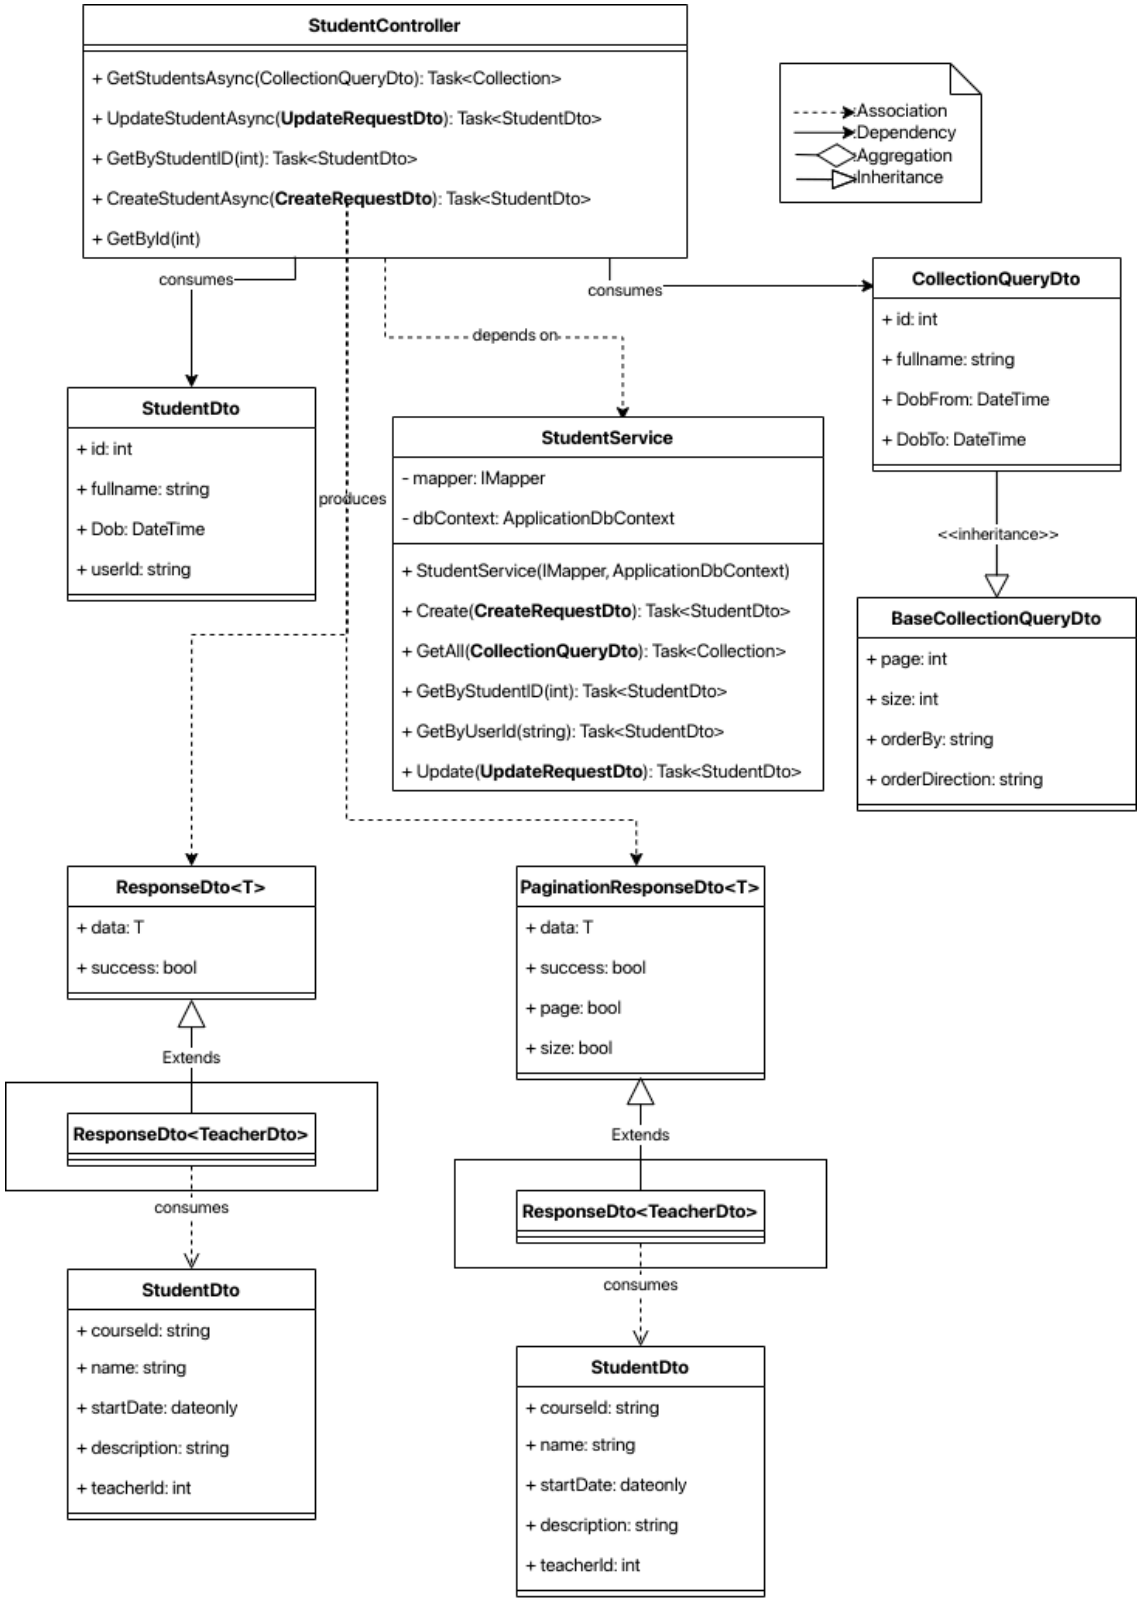 StudentController
+ GetStudentsAsync(CollectionQueryDto): Task<Collection>
+ UpdateStudentAsync(UpdateRequestDto): Task<StudentDto>
+ GetByStudentID(int): Task<StudentDto>
+ CreateStudentAsync(CreateRequestDto): Task<StudentDto>
+ GetById(int)
:Association
:Dependency
:Aggregation
:Inheritance
consumes
consumes
depends on
produces
CollectionQueryDto
+ id: int
+ fullname: string
+ DobFrom: DateTime
+ DobTo: DateTime
StudentDto
+ id: int
+ fullname: string
+ Dob: DateTime
+ userId: string
StudentService
- mapper: IMapper
- dbContext: ApplicationDbContext
+ StudentService(IMapper, ApplicationDbContext)
+ Create(CreateRequestDto): Task<StudentDto>
+ GetAll(CollectionQueryDto): Task<Collection>
+ GetByStudentID(int): Task<StudentDto>
+ GetByUserId(string): Task<StudentDto>
+ Update(UpdateRequestDto): Task<StudentDto>
<<inheritance>>
BaseCollectionQueryDto
+ page: int
+ size: int
+ orderBy: string
+ orderDirection: string
ResponseDto<T>
+ data: T
+ success: bool
Extends
ResponseDto<TeacherDto>
consumes
StudentDto
+ courseId: string
+ name: string
+ startDate: dateonly
+ description: string
+ teacherId: int
PaginationResponseDto<T>
+ data: T
+ success: bool
+ page: bool
+ size: bool
Extends
ResponseDto<TeacherDto>
consumes
StudentDto
+ courseId: string
+ name: string
+ startDate: dateonly
+ description: string
+ teacherId: int